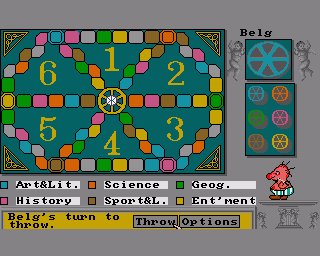 Belg
6 1 2
5 4 3
Art&Lit. Science Geog.
History Sport&L. Ent'ment
Belg's turn to
throw. Throw Options